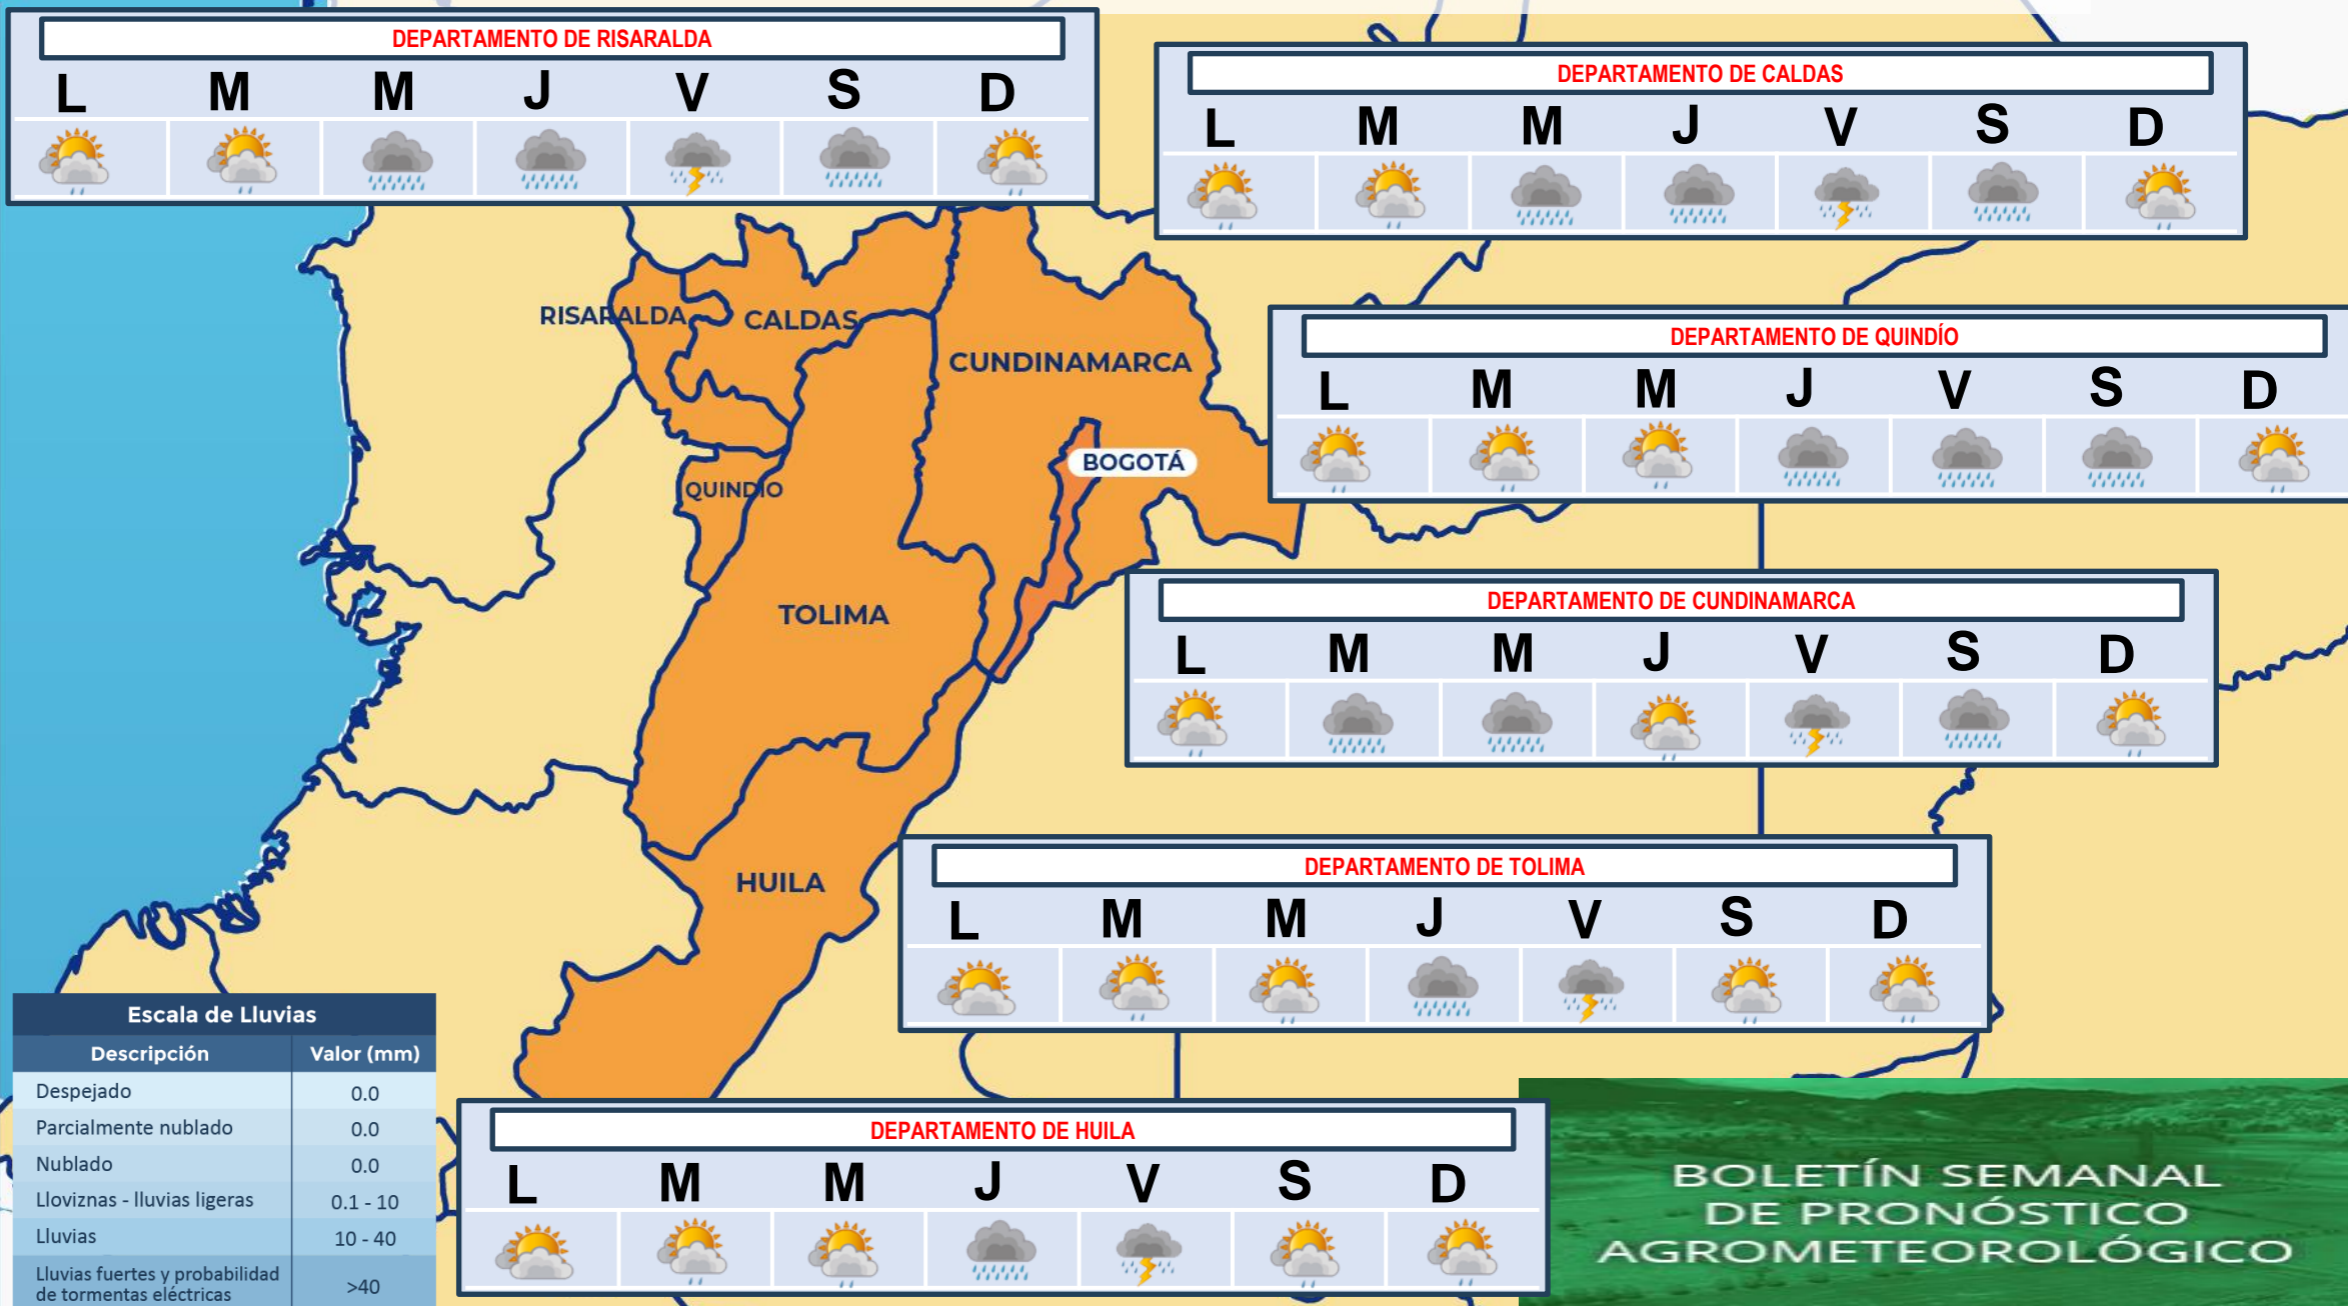 DEPARTAMENTO DE RISARALDA
L M M J V S D
DEPARTAMENTO DE CALDAS
L M M J V S D
RISARALDA
CALDAS
CUNDINAMARCA
BOGOTÁ
QUINDÍO
TOLIMA
HUILA
DEPARTAMENTO DE QUINDÍO
L M M J V S D
DEPARTAMENTO DE CUNDINAMARCA
L M M J V S D
DEPARTAMENTO DE TOLIMA
L M M J V S D
DEPARTAMENTO DE HUILA
L M M J V S D
Escala de Lluvias
Descripción Valor (mm)
Despejado 0.0
Parcialmente nublado 0.0
Nublado 0.0
Lloviznas - lluvias ligeras 0.1 - 10
Lluvias 10 - 40
Lluvias fuertes y probabilidad
de tormentas eléctricas >40
BOLETÍN SEMANAL
DE PRONÓSTICO
AGROMETEOROLÓGICO